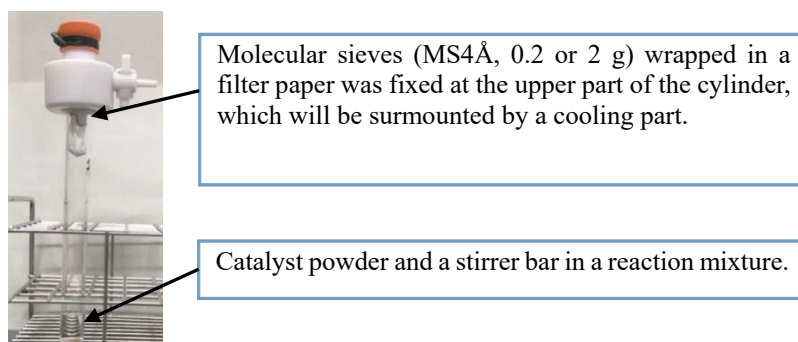 Molecular sieves (MS4Å, 0.2 or 2 g) wrapped in a
filter paper was fixed at the upper part of the cylinder,
which will be surmounted by a cooling part.
Catalyst powder and a stirrer bar in a reaction mixture.